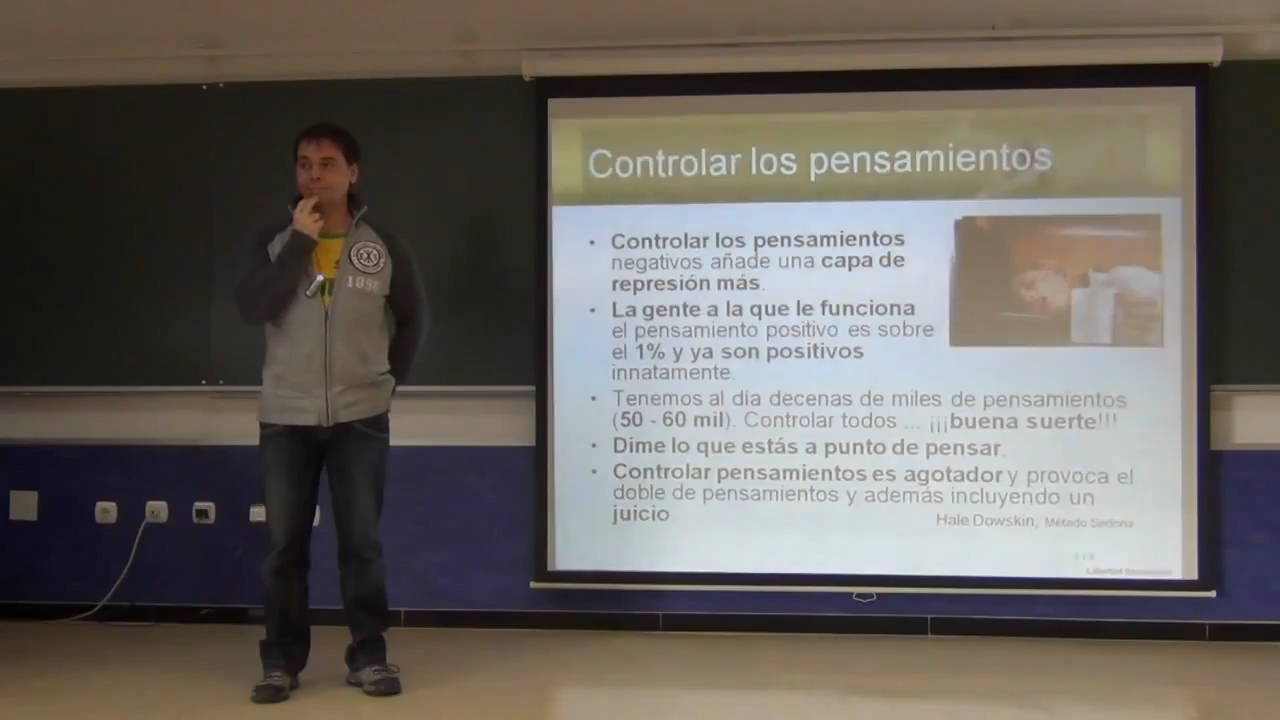 Controlar los pensamientos
• Controlar los pensamientos
negativos añade una capa de
represión más.
• La gente a la que le funciona
el pensamiento positivo es sobre
el 1% y ya son positivos
innatamente.
• Tenemos al día decenas de miles de pensamientos
(50 - 60 mil). Controlar todos ... ¡¡¡buena suerte!!!
• Dime lo que estás a punto de pensar.
• Controlar pensamientos es agotador y provoca el
doble de pensamientos y además incluyendo un
juicio
Hale Dowskin, Método Sedona
Libertad
1896